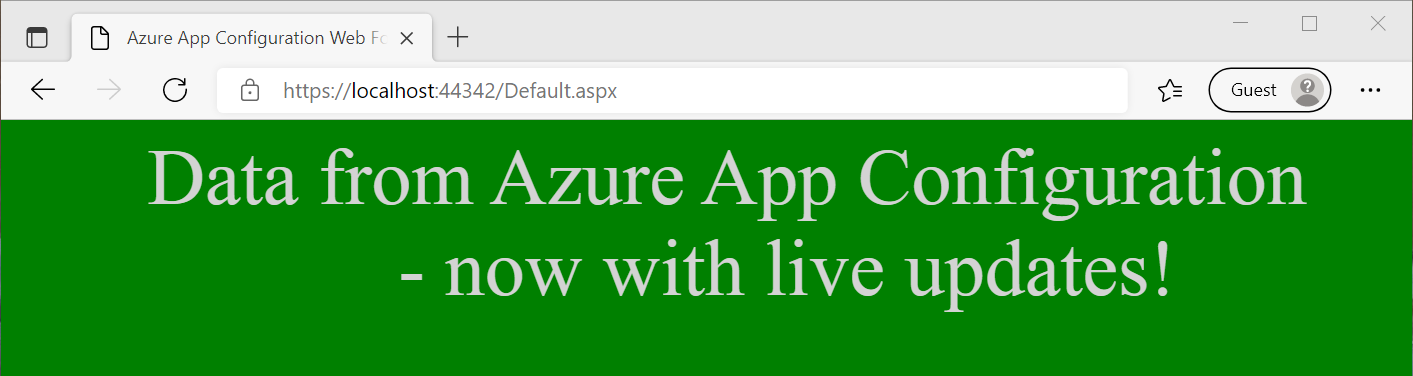 Azure App Configuration Web Fo
https://localhost:44342/Default.aspx
Guest
Data from Azure App Configuration
- now with live updates!